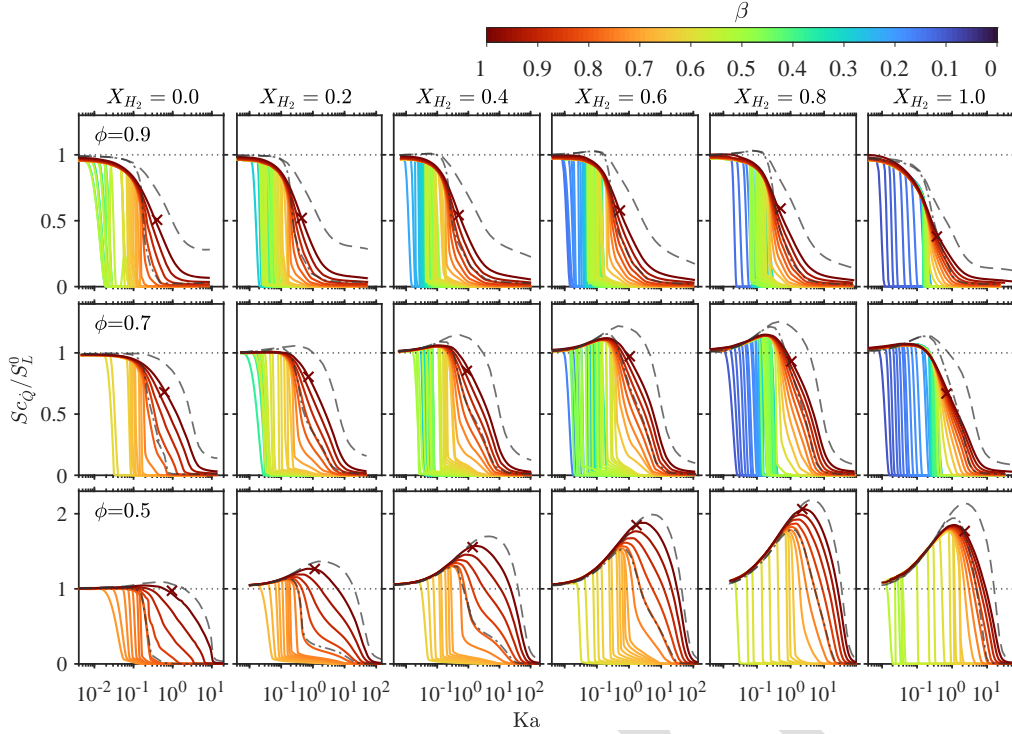 β
1 0.9 0.8 0.7 0.6 0.5 0.4 0.3 0.2 0.1 0
X_{H_2} = 0.0 X_{H_2} = 0.2 X_{H_2} = 0.4 X_{H_2} = 0.6 X_{H_2} = 0.8 X_{H_2} = 1.0
ϕ=0.9
1
0.5
0
ϕ=0.7
1
0.5
0
Sc_{\dot{Q}}/S_L^0
ϕ=0.5
2
1
0
10^{-2} 10^{-1} 10^0 10^1 10^{-1} 10^0 10^1 10^2 10^{-1} 10^0 10^1 10^2 10^{-1} 10^0 10^1 10^2 10^{-1} 10^0 10^1 10^{-1} 10^0 10^1
Ka